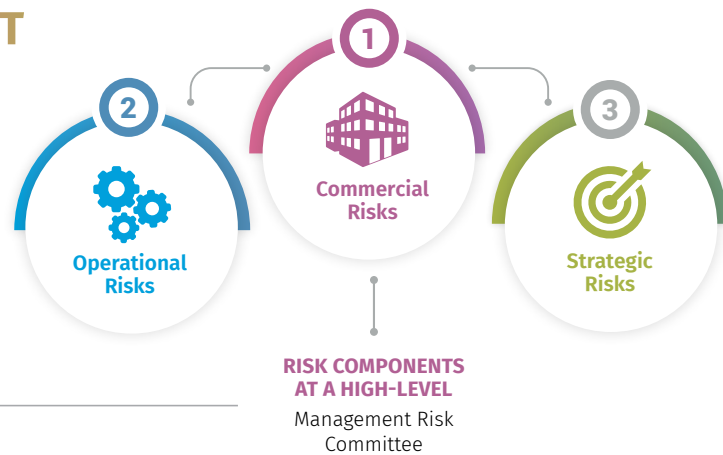 T
1
2
3
Commercial
Risks
Operational
Risks
Strategic
Risks
RISK COMPONENTS
AT A HIGH-LEVEL
Management Risk
Committee